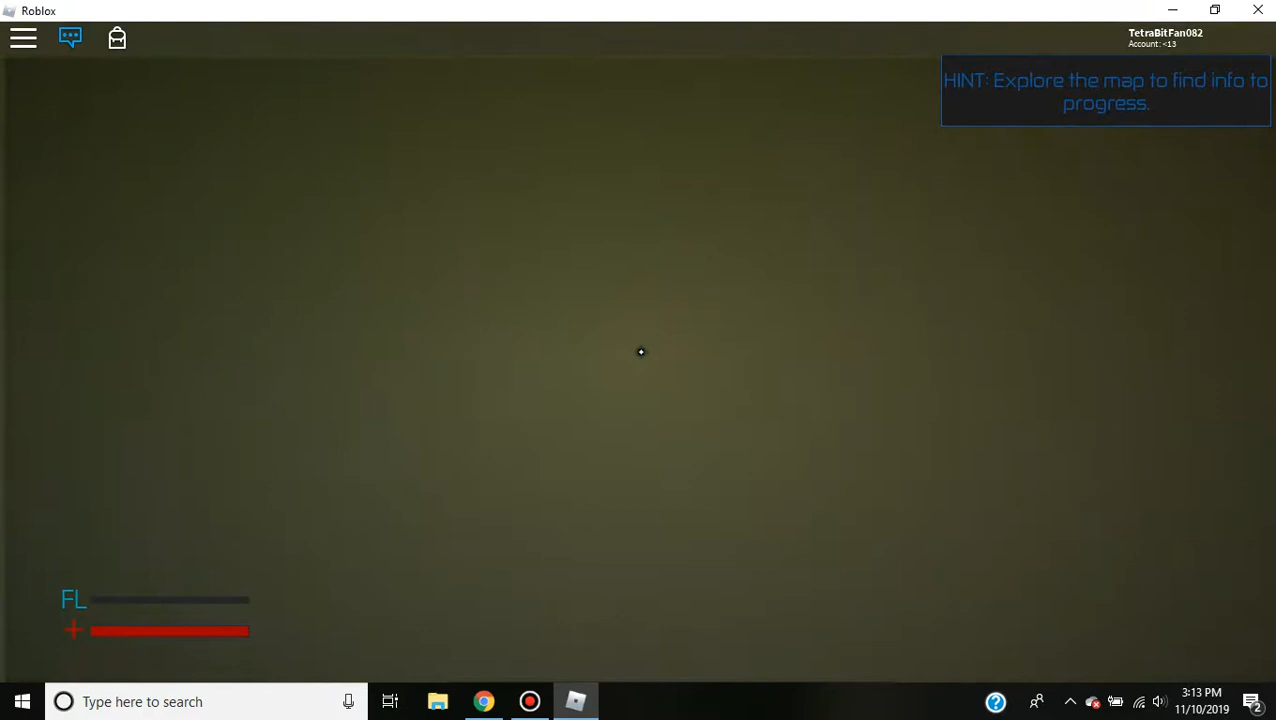 Roblox
TetraBitFan082
Account: <13
HINT: Explore the map to find info to
progress.
FL
Type here to search
3:13 PM
11/10/2019
2